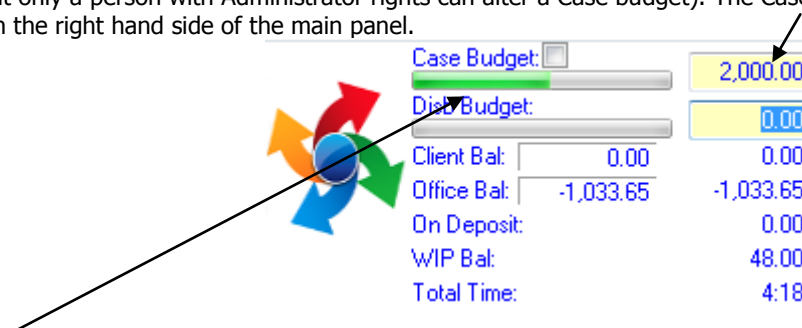 t only a person with Administrator rights can alter a Case budget). The Case
n the right hand side of the main panel.
Case Budget: 2,000.00
Disb Budget: 0.00
Client Bal: 0.00 0.00
Office Bal: -1,033.65 -1,033.65
On Deposit: 0.00
WIP Bal: 48.00
Total Time: 4:18